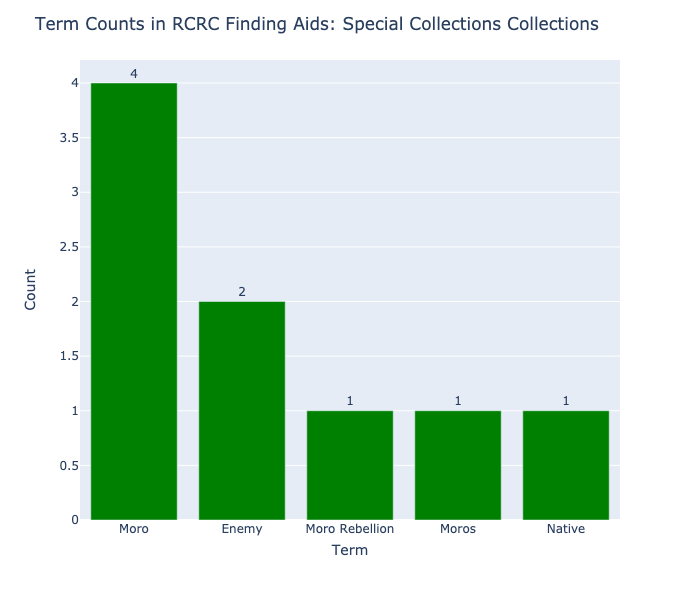 Term Counts in RCRC Finding Aids: Special Collections Collections
4
2
1
1
1
4
3.5
3
2.5
2
1.5
1
0.5
0
Count
Moro
Enemy
Moro Rebellion
Moros
Native
Term